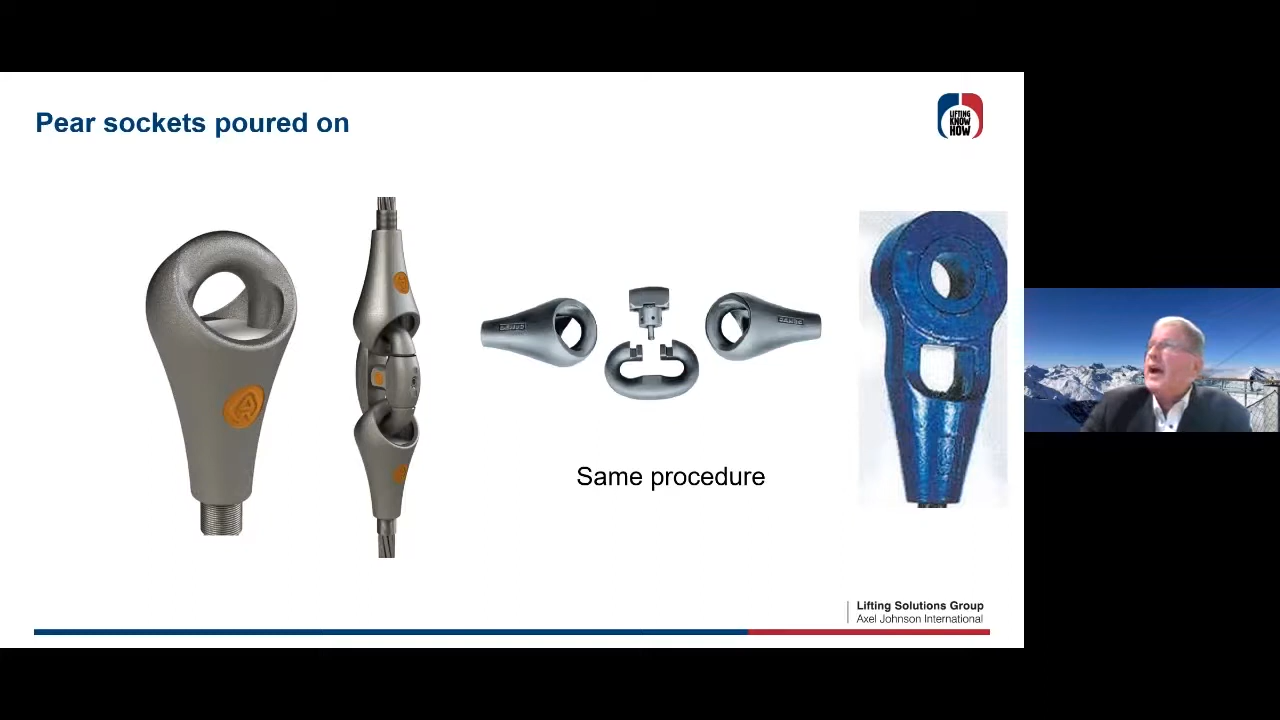 Pear sockets poured on
LIFTING
KNOW
HOW
Same procedure
Lifting Solutions Group
Axel Johnson International